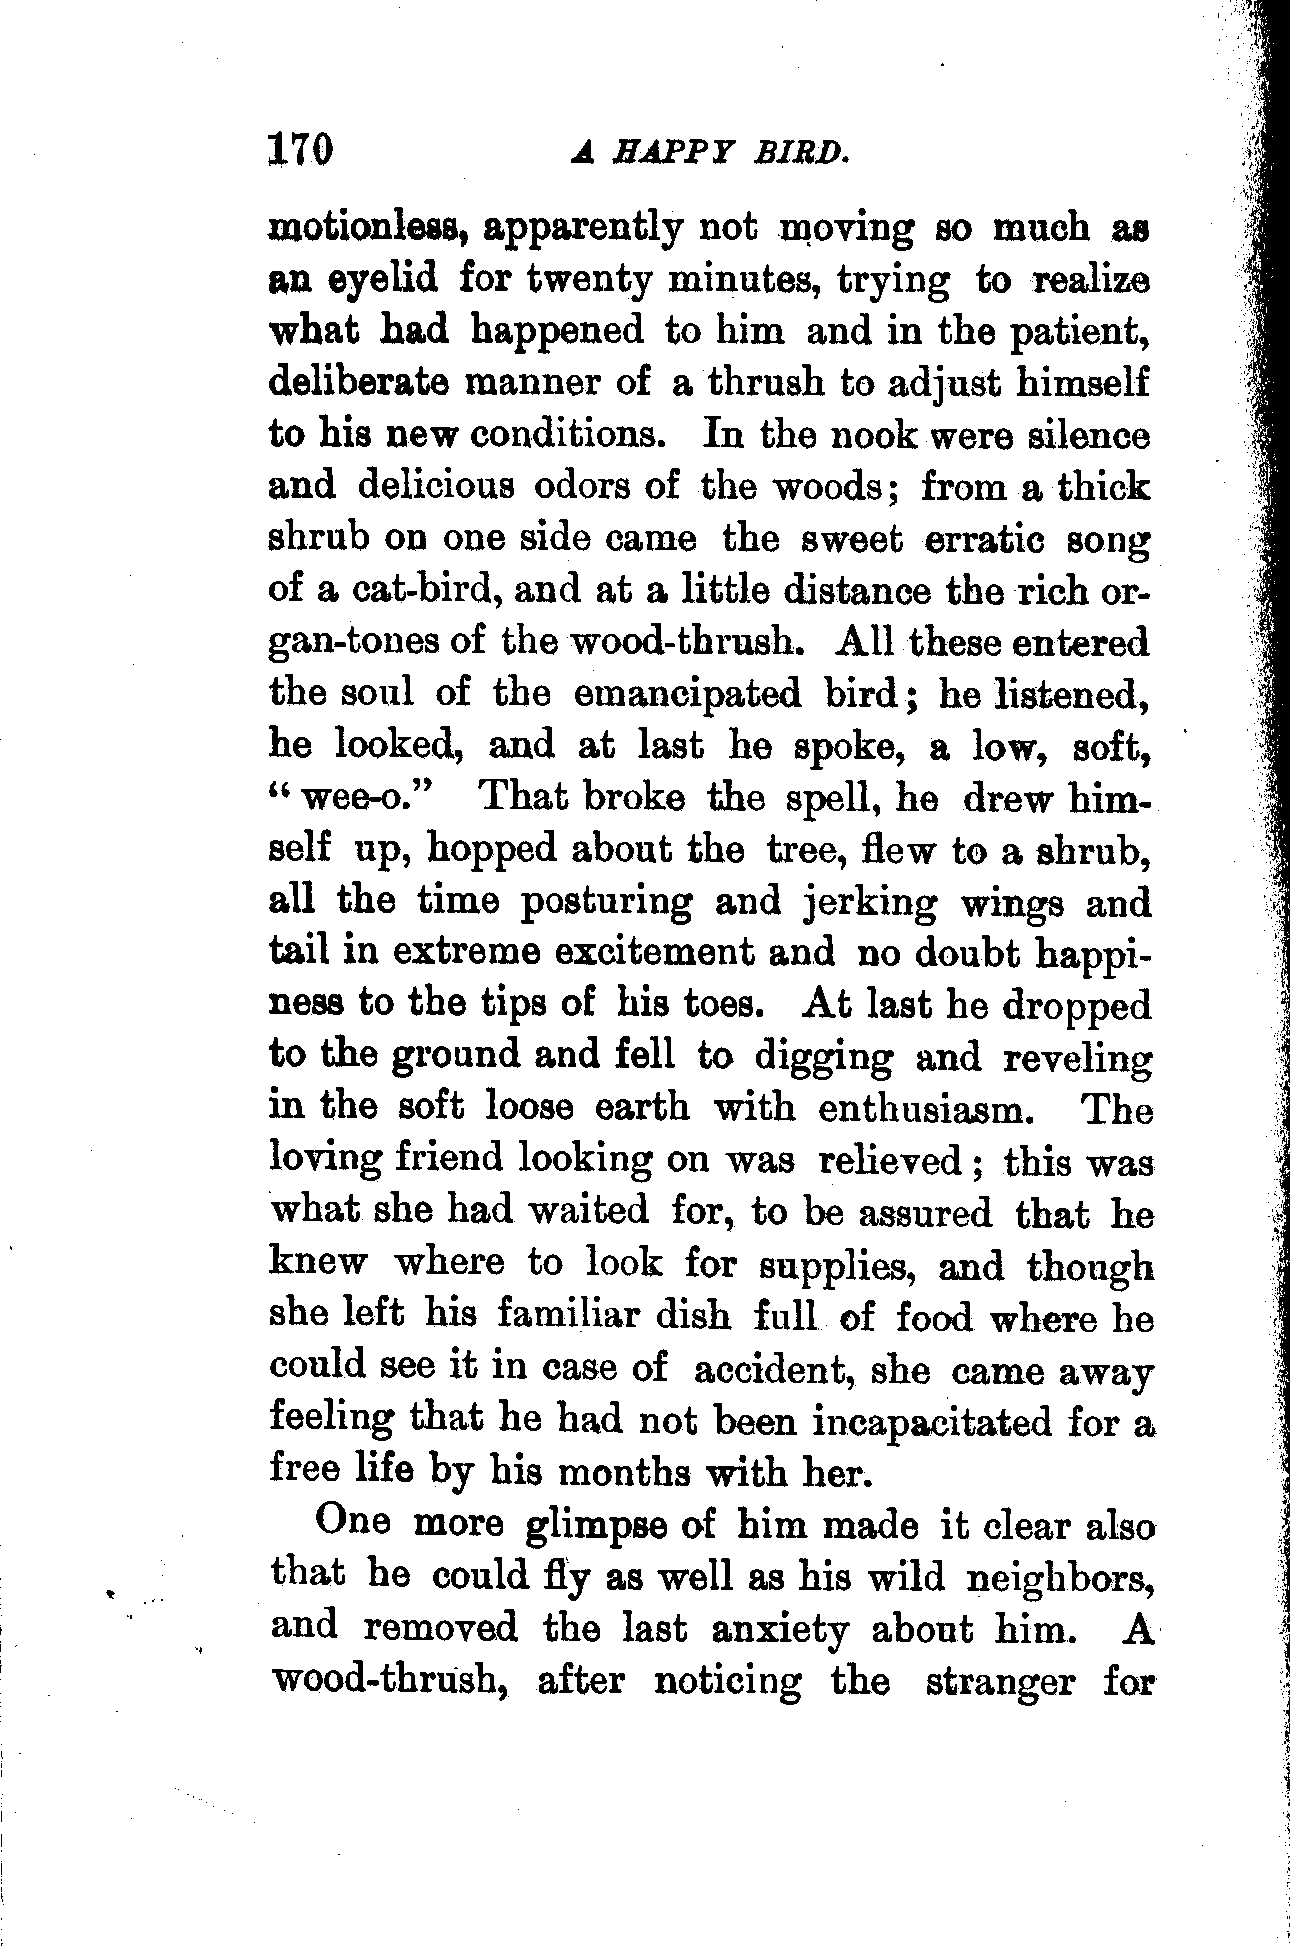 170 A HAPPY BIRD.
motionless, apparently not moving so much as
an eyelid for twenty minutes, trying to realize
what had happened to him and in the patient,
deliberate manner of a thrush to adjust himself
to his new conditions. In the nook were silence
and delicious odors of the woods; from a thick
shrub on one side came the sweet erratic song
of a cat-bird, and at a little distance the rich or-
gan-tones of the wood-thrush. All these entered
the soul of the emancipated bird; he listened,
he looked, and at last he spoke, a low, soft,
"wee-o." That broke the spell, he drew him-
self up, hopped about the tree, flew to a shrub,
all the time posturing and jerking wings and
tail in extreme excitement and no doubt happi-
ness to the tips of his toes. At last he dropped
to the ground and fell to digging and reveling
in the soft loose earth with enthusiasm. The
loving friend looking on was relieved; this was
what she had waited for, to be assured that he
knew where to look for supplies, and though
she left his familiar dish full of food where he
could see it in case of accident, she came away
feeling that he had not been incapacitated for a
free life by his months with her.
One more glimpse of him made it clear also
that he could fly as well as his wild neighbors,
and removed the last anxiety about him. A
wood-thrush, after noticing the stranger for